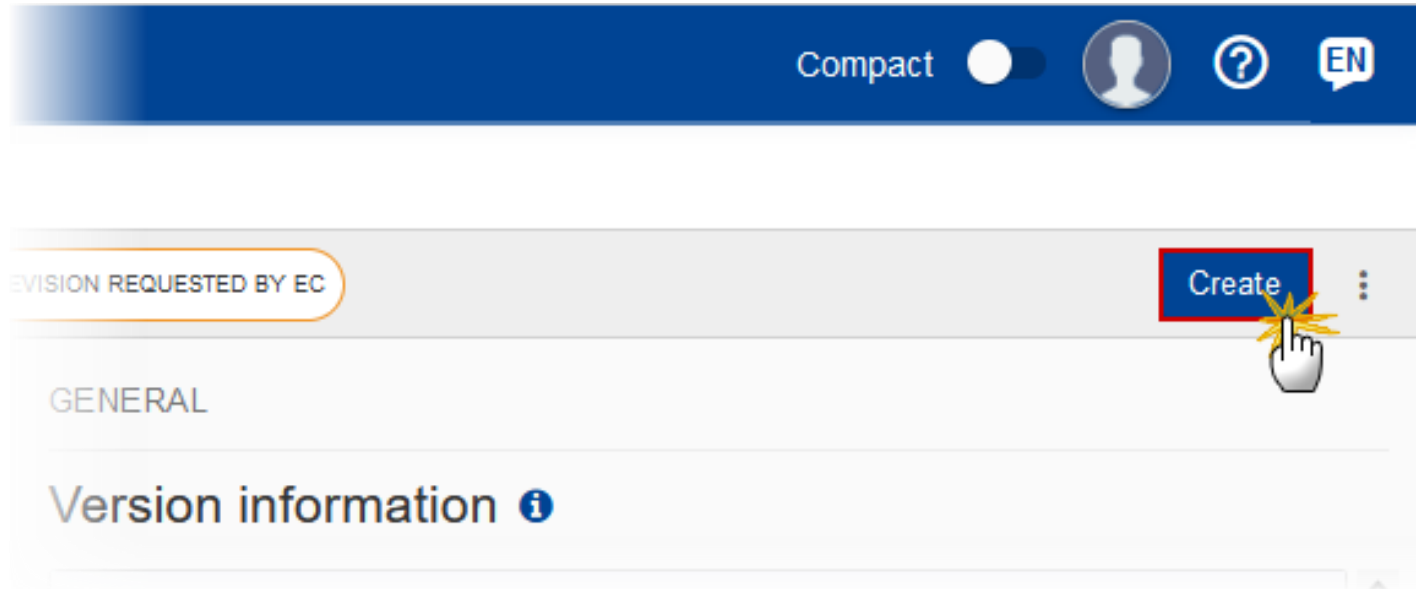 Compact
EN
EVISION REQUESTED BY EC
Create
GENERAL
Version information